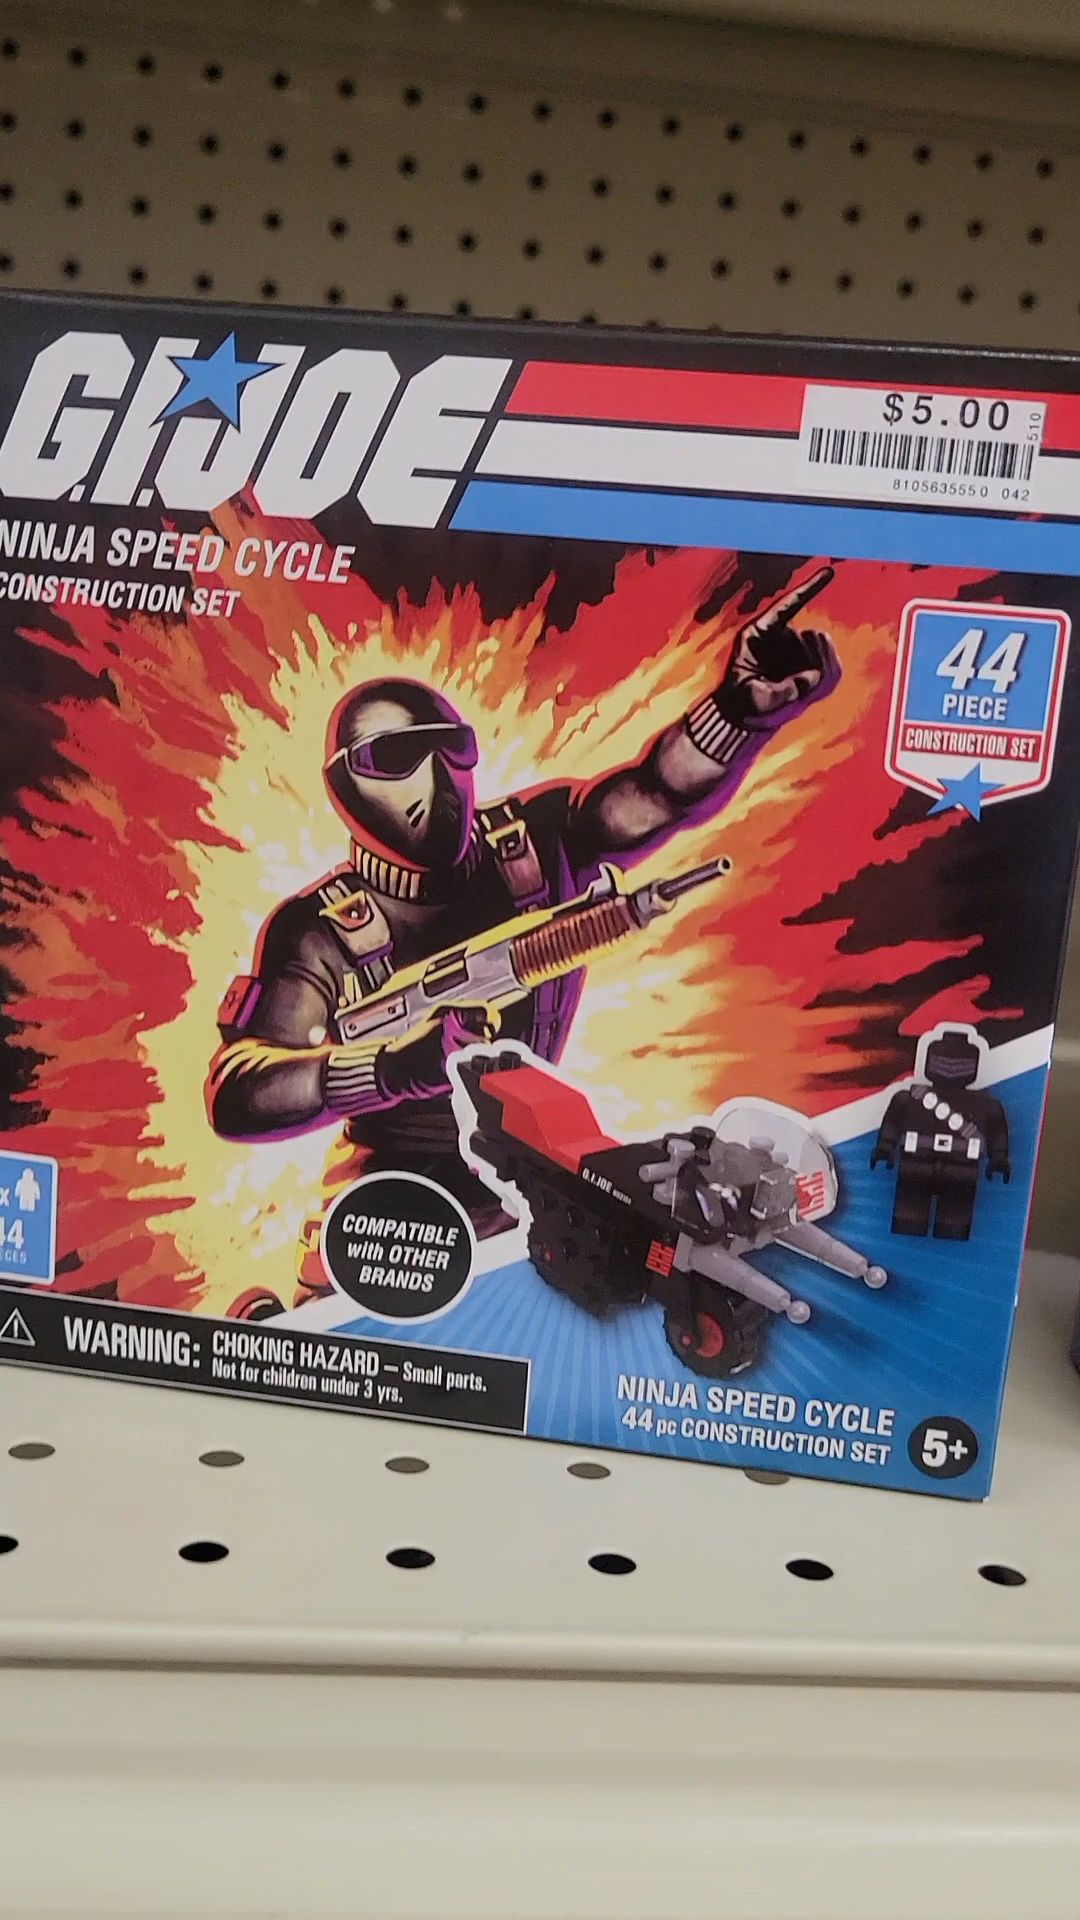 G.I.JOE
$5.00
510
8105635550 042
NINJA SPEED CYCLE
CONSTRUCTION SET
44
PIECE
CONSTRUCTION SET
x
44
COMPATIBLE
with OTHER
BRANDS
G.I.JOE
WARNING: CHOKING HAZARD – Small parts.
Not for children under 3 yrs.
NINJA SPEED CYCLE
44 pc CONSTRUCTION SET
5+